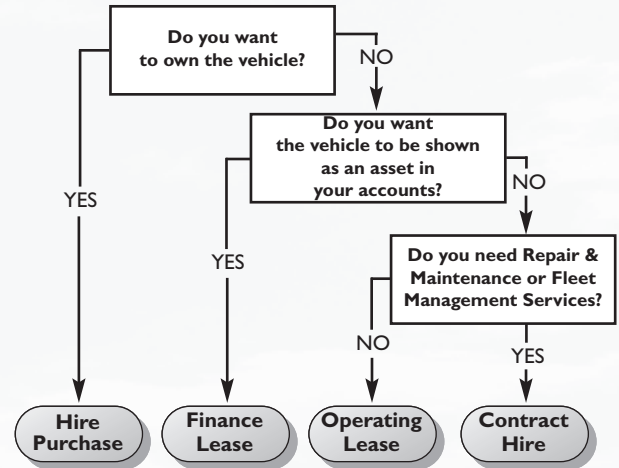 Do you want
to own the vehicle?
NO
Do you want
the vehicle to be shown
as an asset in
your accounts?
YES
NO
YES
Do you need Repair &
Maintenance or Fleet
Management Services?
NO
YES
Hire
Purchase
Finance
Lease
Operating
Lease
Contract
Hire